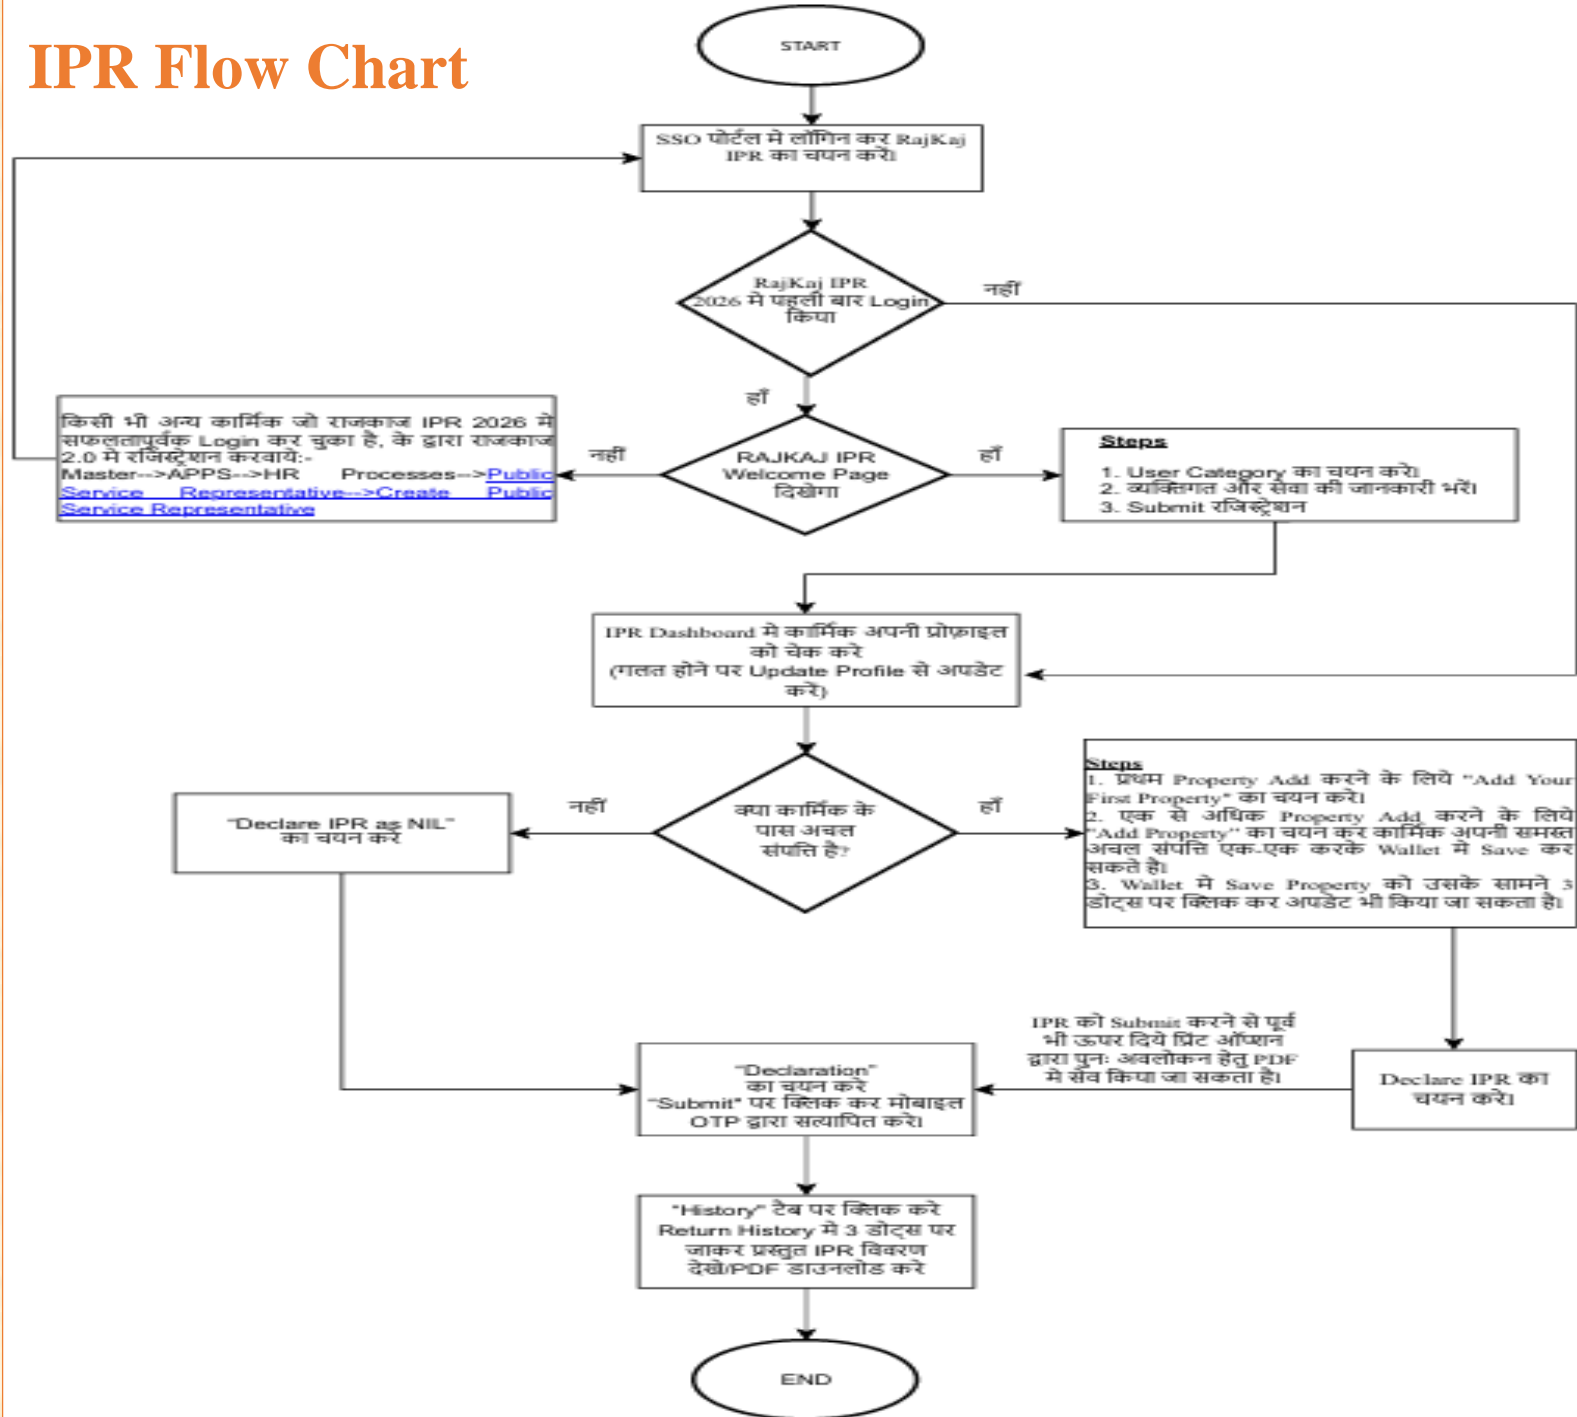 IPR Flow Chart
START
SSO पोर्टल मे लॉगिन कर RajKaj
IPR का चयन करें।
RajKaj IPR
2026 मे पहली बार Login
किया
नहीं
हाँ
किसी भी अन्य कार्मिक जो राजकाज IPR 2026 मे
सफलतापूर्वक Login कर चुका है, के द्वारा राजकाज
2.0 मे रजिस्ट्रेशन करवाये:-
Master-->APPS-->HR Processes-->Public
Service Representative-->Create Public
Service Representative
नहीं
RAJKAJ IPR
Welcome Page
दिखेगा
हाँ
Steps
1. User Category का चयन करे।
2. व्यक्तिगत और सेवा की जानकारी भरें।
3. Submit रजिस्ट्रेशन
IPR Dashboard मे कार्मिक अपनी प्रोफ़ाइल
को चेक करे
(गलत होने पर Update Profile से अपडेट
करें)
"Declare IPR as NIL"
का चयन करे
नहीं
क्या कार्मिक के
पास अचल
संपत्ति है?
हाँ
Steps
1. प्रथम Property Add करने के लिये "Add Your
First Property" का चयन करे।
2. एक से अधिक Property Add करने के लिये
"Add Property" का चयन कर कार्मिक अपनी समस्त
अचल संपत्ति एक-एक करके Wallet मे Save कर
सकते है।
3. Wallet मे Save Property को उसके सामने 3
डोट्स पर क्लिक कर अपडेट भी किया जा सकता है।
IPR को Submit करने से पूर्व
भी ऊपर दिये प्रिंट ऑप्शन
द्वारा पुनः अवलोकन हेतु PDF
मे सेव किया जा सकता है।
Declare IPR का
चयन करे।
"Declaration"
का चयन करे
"Submit" पर क्लिक कर मोबाइल
OTP द्वारा सत्यापित करे।
"History" टैब पर क्लिक करे
Return History मे 3 डोट्स पर
जाकर प्रस्तुत IPR विवरण
देखे/PDF डाउनलोड करे
END